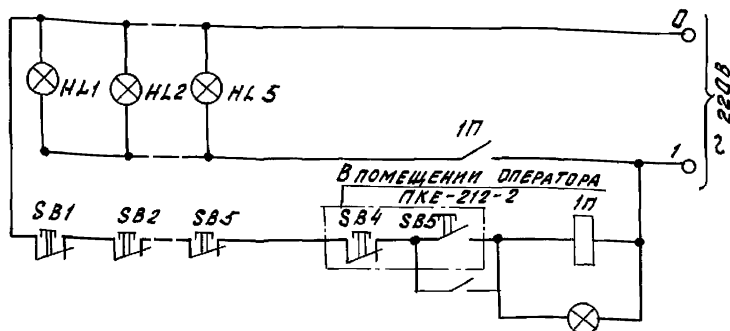 0
HL1
HL2
HL5
220В
~
1П
1
В ПОМЕЩЕНИИ ОПЕРАТОРА
ПКЕ-212-2
1П
SB1
SB2
SB5
SB4
SB5